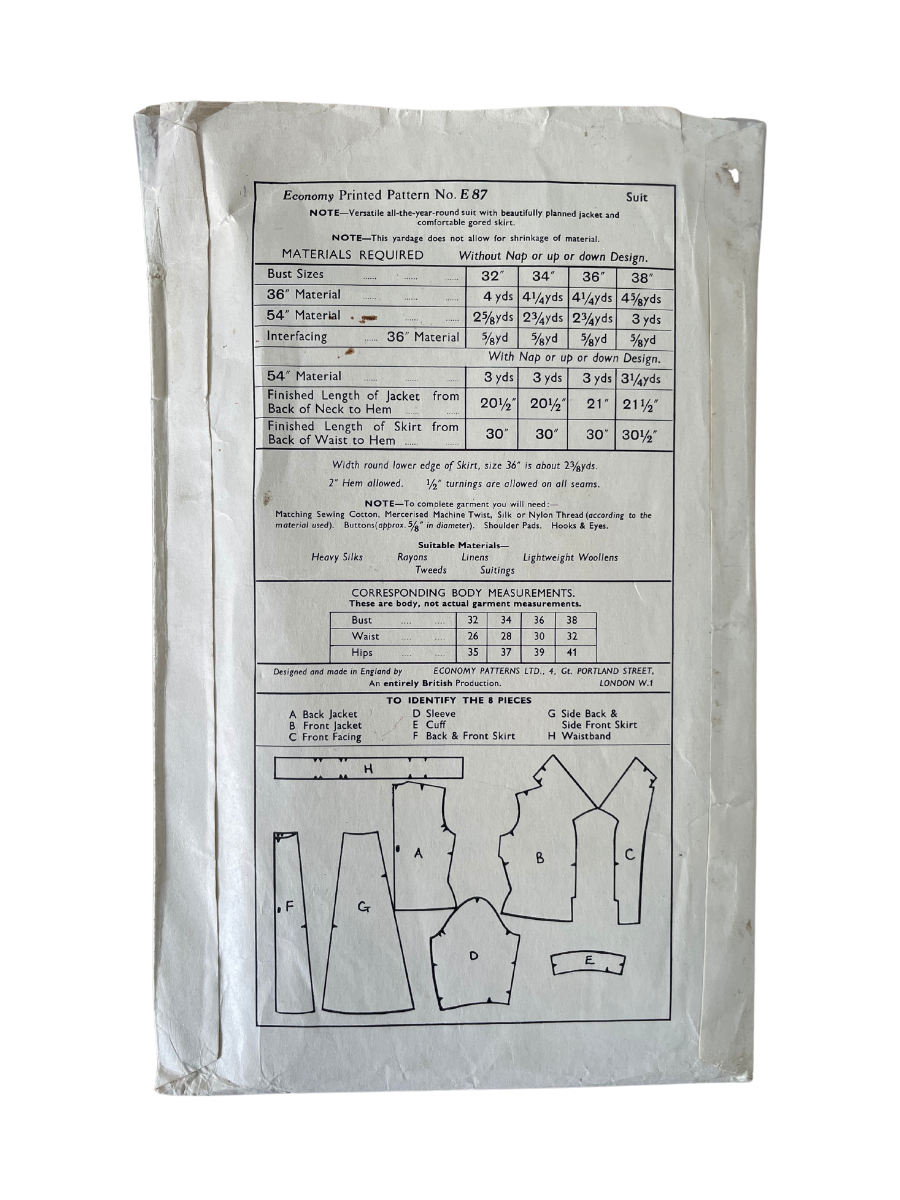 Economy Printed Pattern No. E 87 Suit
NOTE—Versatile all-the-year-round suit with beautifully planned jacket and
comfortable gored skirt.
NOTE—This yardage does not allow for shrinkage of material.
MATERIALS REQUIRED Without Nap or up or down Design.
Bust Sizes ...... ...... ...... 32″ 34″ 36″ 38″
36″ Material ...... ...... ...... 4 yds 4¼yds 4¼yds 4⅝yds
54″ Material ...... ...... 2⅝yds 2¾yds 2¾yds 3 yds
Interfacing ...... 36″ Material ⅝yd ⅝yd ⅝yd ⅝yd
With Nap or up or down Design.
54″ Material ...... ...... ...... 3 yds 3 yds 3 yds 3¼yds
Finished Length of Jacket from
Back of Neck to Hem ...... ...... 20½″ 20½″ 21″ 21½″
Finished Length of Skirt from
Back of Waist to Hem ...... ...... 30″ 30″ 30″ 30½″
Width round lower edge of Skirt, size 36″ is about 2⅜yds.
2″ Hem allowed. ½″ turnings are allowed on all seams.
NOTE—To complete garment you will need:—
Matching Sewing Cotton, Mercerised Machine Twist, Silk or Nylon Thread (according to the
material used). Buttons(approx. ⅝″ in diameter). Shoulder Pads. Hooks & Eyes.
Suitable Materials—
Heavy Silks Rayons Linens Lightweight Woollens
Tweeds Suitings
CORRESPONDING BODY MEASUREMENTS.
These are body, not actual garment measurements.
Bust .... .... 32 34 36 38
Waist .... .... 26 28 30 32
Hips .... .... 35 37 39 41
Designed and made in England by ECONOMY PATTERNS LTD., 4, Gt. PORTLAND STREET,
An entirely British Production. LONDON W.1
TO IDENTIFY THE 8 PIECES
A Back Jacket D Sleeve G Side Back &
B Front Jacket E Cuff Side Front Skirt
C Front Facing F Back & Front Skirt H Waistband
H
A
B
C
F
G
D
E